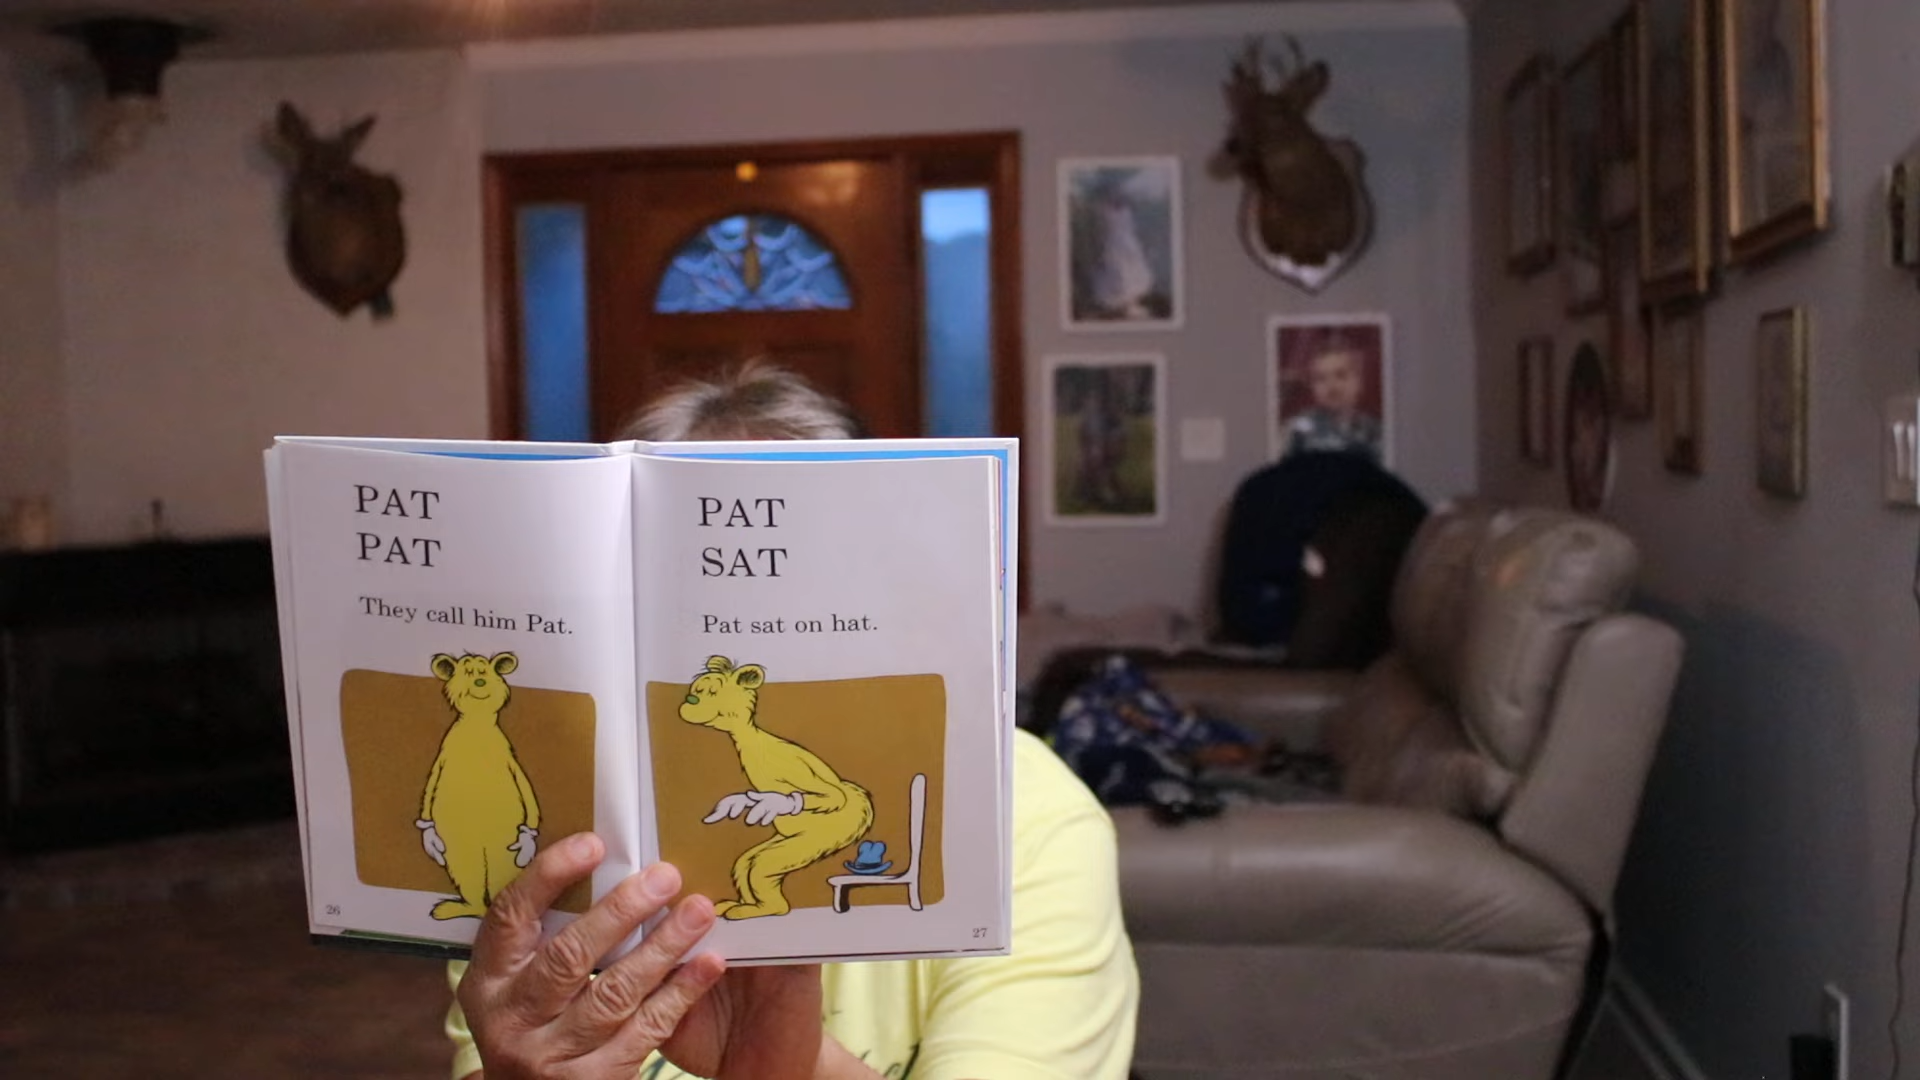 PAT
PAT
They call him Pat.
26
PAT
SAT
Pat sat on hat.
27